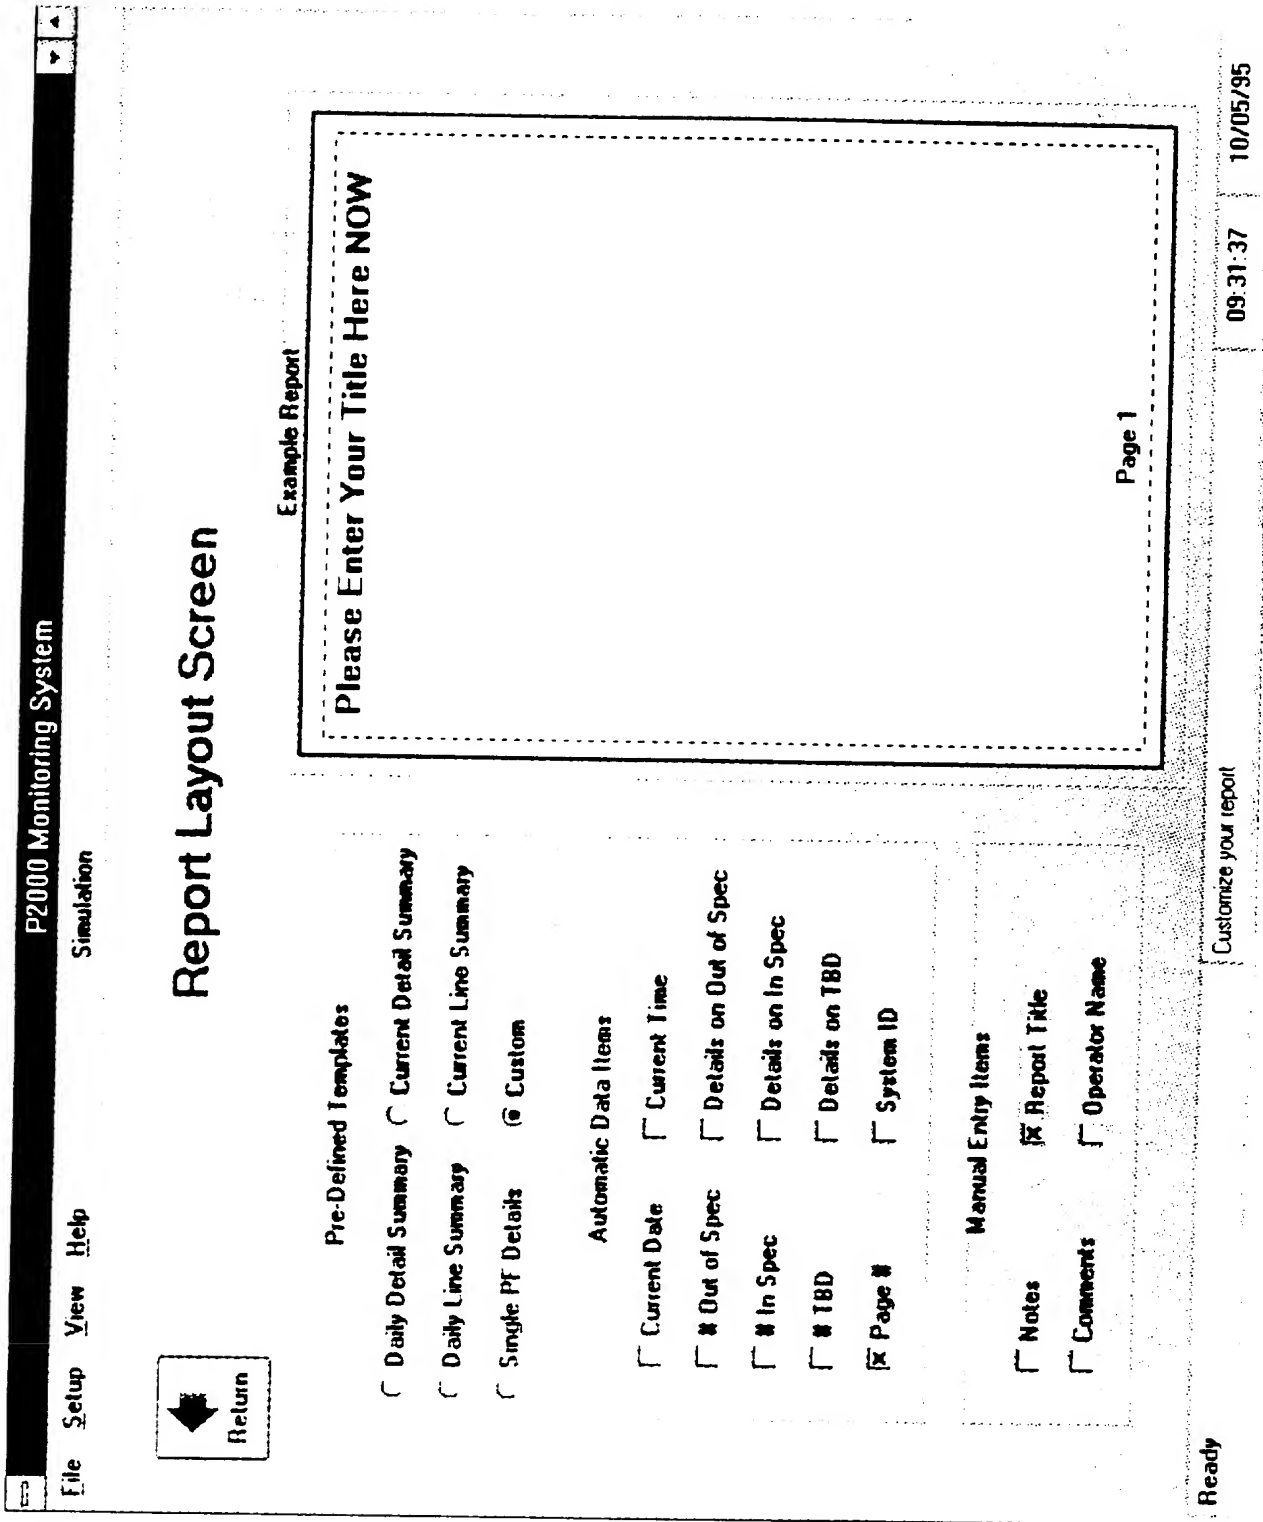 P2000 Monitoring System
File Setup View Help Simulation
Return
Report Layout Screen
Pre-Defined Templates
Daily Detail Summary Current Detail Summary
Daily Line Summary Current Line Summary
Single PF Details Custom
Automatic Data Items
Current Date Current Time
# Out of Spec Details on Out of Spec
# In Spec Details on In Spec
# TBD Details on TBD
Page # System ID
Manual Entry Items
Notes Report Title
Comments Operator Name
Example Report
Please Enter Your Title Here NOW
Page 1
Ready Customize your report 09:31:37 10/05/95